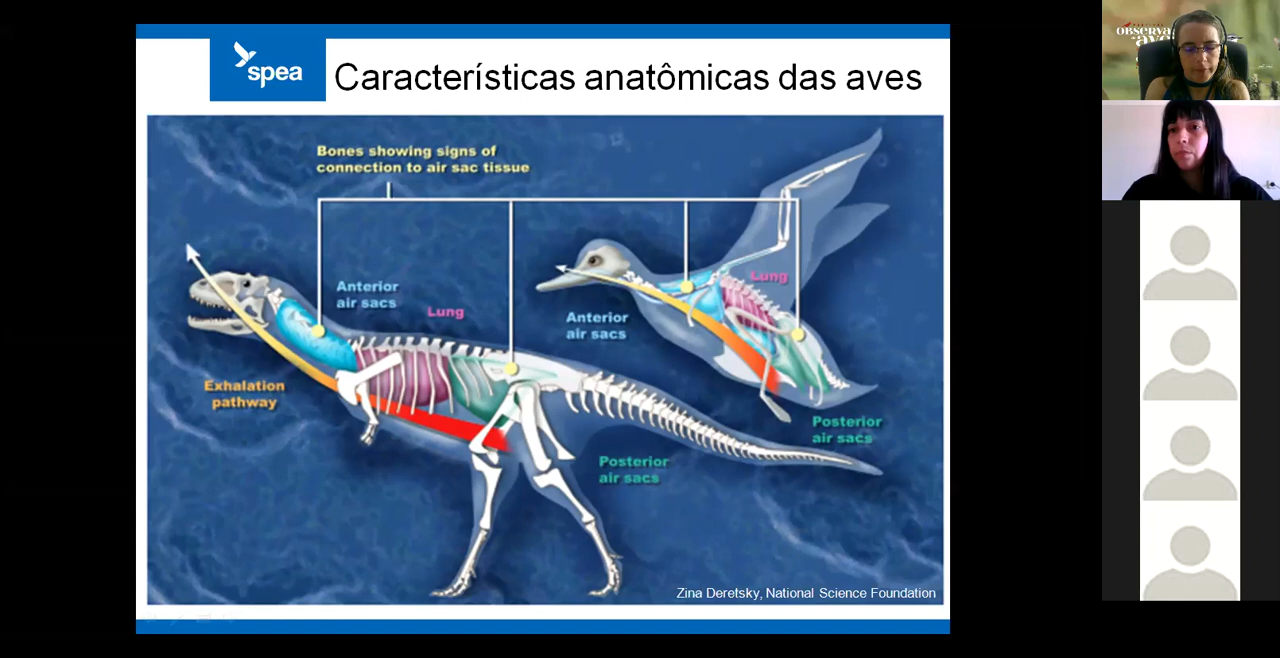 spea
Características anatômicas das aves
Bones showing signs of
connection to air sac tissue
Anterior
air sacs
Lung
Exhalation
pathway
Posterior
air sacs
Anterior
air sacs
Lung
Posterior
air sacs
Zina Deretsky, National Science Foundation